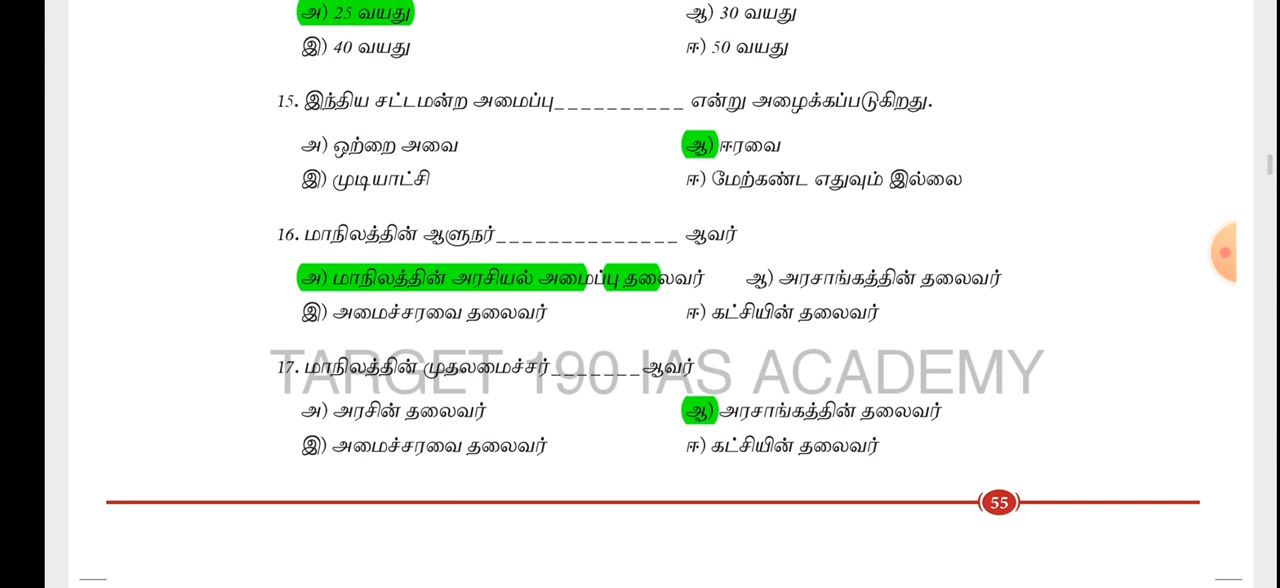 அ) 25 வயது ஆ) 30 வயது
இ) 40 வயது ஈ) 50 வயது
15. இந்திய சட்டமன்ற அமைப்பு__________ என்று அழைக்கப்படுகிறது.
அ) ஒற்றை அவை ஆ) ஈரவை
இ) முடியாட்சி ஈ) மேற்கண்ட எதுவும் இல்லை
16. மாநிலத்தின் ஆளுநர்______________ ஆவர்
அ) மாநிலத்தின் அரசியல் அமைப்பு தலைவர் ஆ) அரசாங்கத்தின் தலைவர்
இ) அமைச்சரவை தலைவர் ஈ) கட்சியின் தலைவர்
TARGET 190 IAS ACADEMY
17. மாநிலத்தின் முதலமைச்சர்_______ஆவர்
அ) அரசின் தலைவர் ஆ) அரசாங்கத்தின் தலைவர்
இ) அமைச்சரவை தலைவர் ஈ) கட்சியின் தலைவர்
55